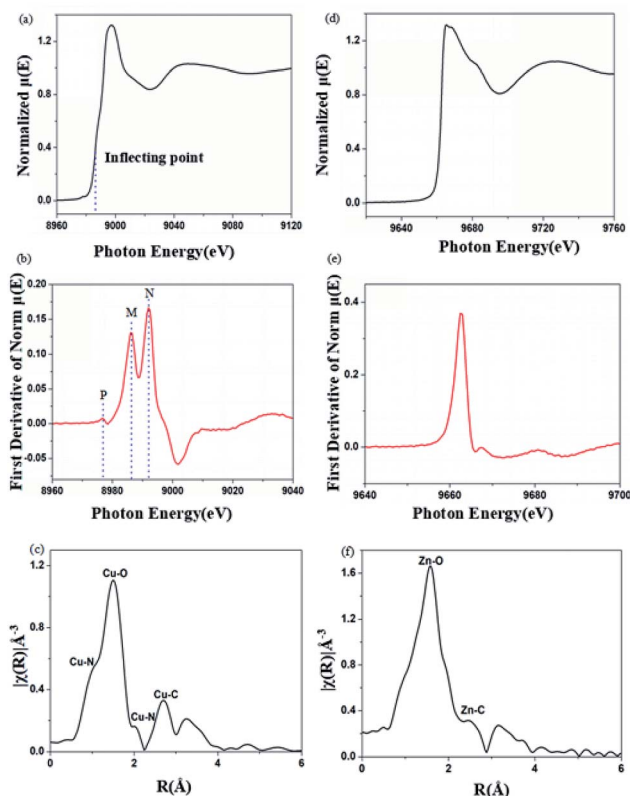 (a)
Normalized μ(E)
1.2
0.8
0.4
0.0
Inflecting point
8960 9000 9040 9080 9120
Photon Energy(eV)
(d)
Normalized μ(E)
1.2
0.8
0.4
0.0
9640 9680 9720 9760
Photon Energy(eV)
(b)
First Derivative of Norm μ(E)
0.20
0.15
0.10
0.05
0.00
-0.05
P
M
N
8960 8980 9000 9020 9040
Photon Energy(eV)
(e)
First Derivative of Norm μ(E)
0.4
0.2
0.0
9640 9660 9680 9700
Photon Energy(eV)
(c)
|χ(R)|Å⁻³
1.2
0.8
0.4
0.0
Cu-O
Cu-N
Cu-N
Cu-C
0 2 4 6
R(Å)
(f)
|χ(R)|Å⁻³
1.6
1.2
0.8
0.4
0.0
Zn-O
Zn-C
0 2 4 6
R(Å)